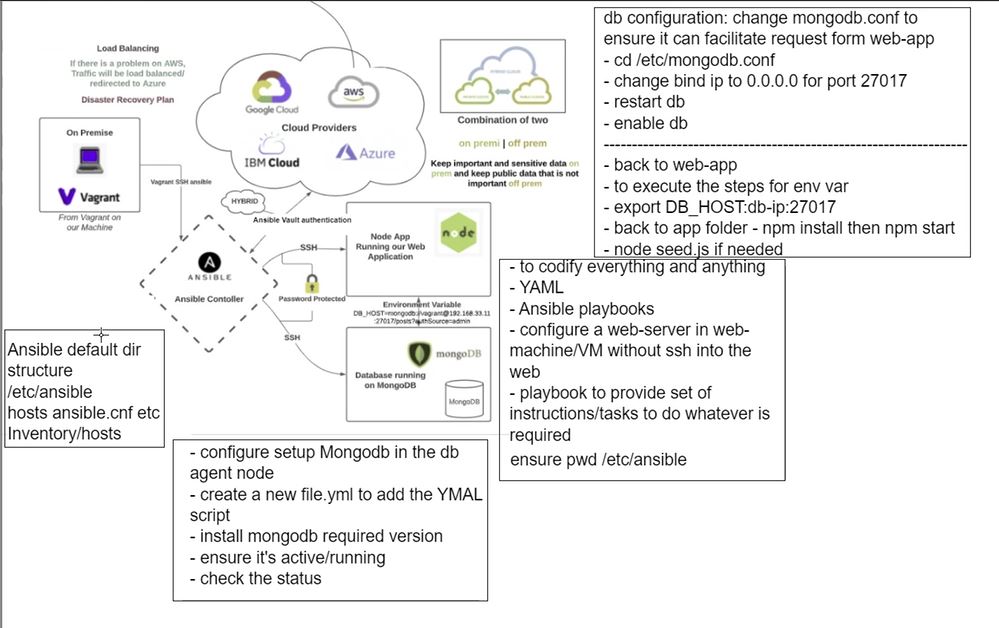 Load Balancing
If there is a problem on AWS,
Traffic will be load balanced/
redirected to Azure
Disaster Recovery Plan
On Premise
Vagrant
From Vagrant on
our Machine
Vagrant SSH ansible
Google Cloud
aws
Cloud Providers
IBM Cloud
Azure
HYBRID
Ansible Vault authentication
HYBRID CLOUD
PRIVATE CLOUD
PUBLIC CLOUD
Combination of two
on premi | off prem
Keep important and sensitive data on
prem and keep public data that is not
important off prem
ANSIBLE
Ansible Contoller
SSH
Password Protected
SSH
Node App
Running our Web
Application
node
Environment Variable
DB_HOST=mongodb://vagrant@192.168.33.11
:27017/posts?authSource=admin
mongoDB
Database running
on MongoDB
MongoDB
db configuration: change mongodb.conf to
ensure it can facilitate request form web-app
- cd /etc/mongodb.conf
- change bind ip to 0.0.0.0 for port 27017
- restart db
- enable db
- back to web-app
- to execute the steps for env var
- export DB_HOST:db-ip:27017
- back to app folder - npm install then npm start
- node seed.js if needed
- to codify everything and anything
- YAML
- Ansible playbooks
- configure a web-server in web-
machine/VM without ssh into the
web
- playbook to provide set of
instructions/tasks to do whatever is
required
ensure pwd /etc/ansible
Ansible default dir
structure
/etc/ansible
hosts ansible.cnf etc
Inventory/hosts
- configure setup Mongodb in the db
agent node
- create a new file.yml to add the YMAL
script
- install mongodb required version
- ensure it's active/running
- check the status